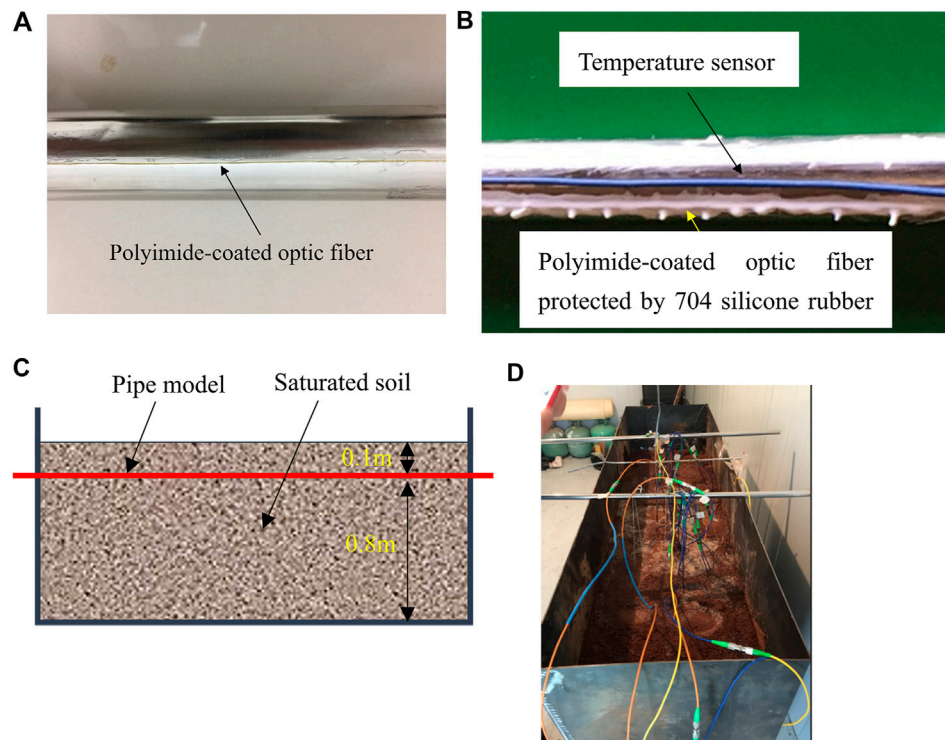 A
Polyimide-coated optic fiber
B
Temperature sensor
Polyimide-coated optic fiber
protected by 704 silicone rubber
C
Pipe model
Saturated soil
0.1m
0.8m
D